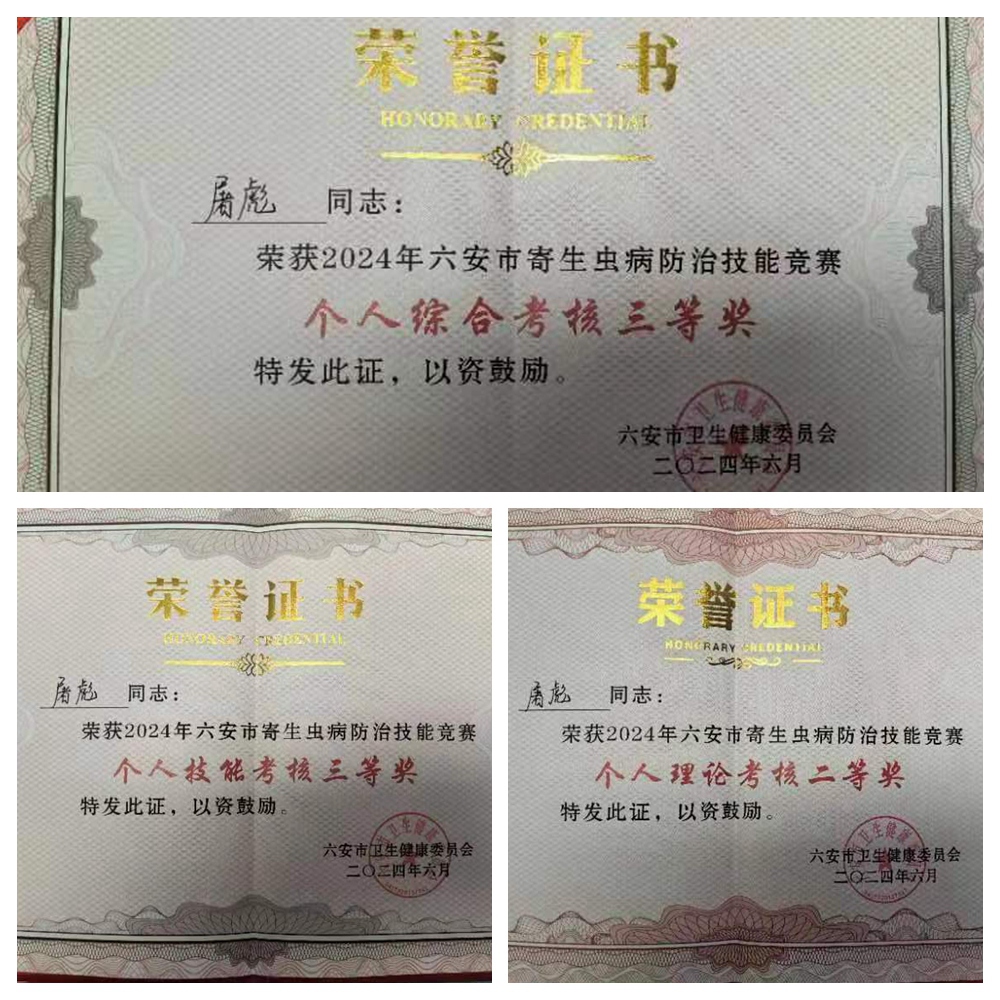 荣誉证书
HONORARY CREDENTIAL
屠彪 同志：
荣获2024年六安市寄生虫病防治技能竞赛
个人综合考核三等奖
特发此证，以资鼓励。
六安市卫生健康委员会
二〇二四年六月
荣誉证书
HONORARY CREDENTIAL
屠彪 同志：
荣获2024年六安市寄生虫病防治技能竞赛
个人技能考核三等奖
特发此证，以资鼓励。
六安市卫生健康委员会
二〇二四年六月
荣誉证书
HONORARY CREDENTIAL
屠彪 同志：
荣获2024年六安市寄生虫病防治技能竞赛
个人理论考核二等奖
特发此证，以资鼓励。
六安市卫生健康委员会
二〇二四年六月